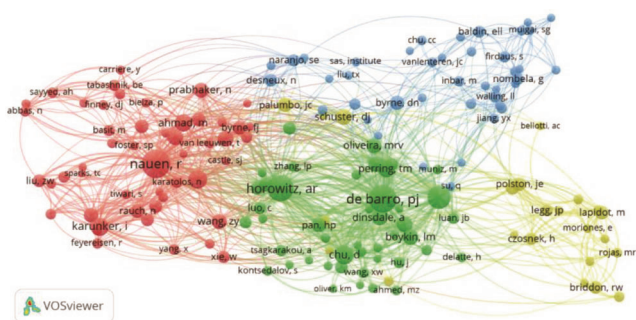 chu, cc
baldin, ell
muigai, sg
naranjo, se
sas, institute
vanlenteren, jc
firdaus, s
carriere, y
liu, tx
desneux, n
inbar, m
nombela, g
tabashnik, be
sayyed, ah
prabhaker, n
walling, ll
abbas, n
finney, dj
bielza, p
palumbo, jc
byrne, dn
schuster, dj
jiang, yx
basit, m
ahmad, m
byrne, fj
bellotti, ac
foster, sp
van leeuwen, t
oliveira, mrv
castle, sj
nauen, r
zhang, lp
perring, tm
muniz, m
sparks, tc
liu, zw
karatolos, n
horowitz, ar
su, q
polston, je
tiwari, s
de barro, pj
rauch, n
luo, c
legg, jp
lapidot, m
wang, zy
dinsdale, a
luan, jb
karunker, i
pan, hp
moriones, e
boykin, lm
czosnek, h
feyereisen, r
yang, x
tsagkarakou, a
chu, d
rojas, mr
xie, w
hu, j
delatte, h
kontsedalov, s
wang, xw
oliver, km
ahmed, mz
briddon, rw
VOSviewer